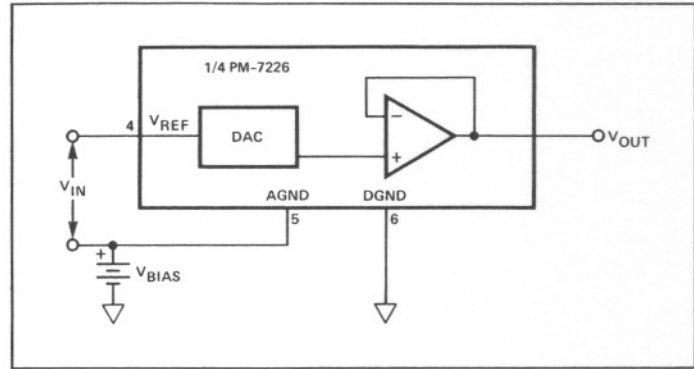 1/4 PM-7226
4
VREF
DAC
−
+
VOUT
VIN
AGND
DGND
5
6
+
VBIAS